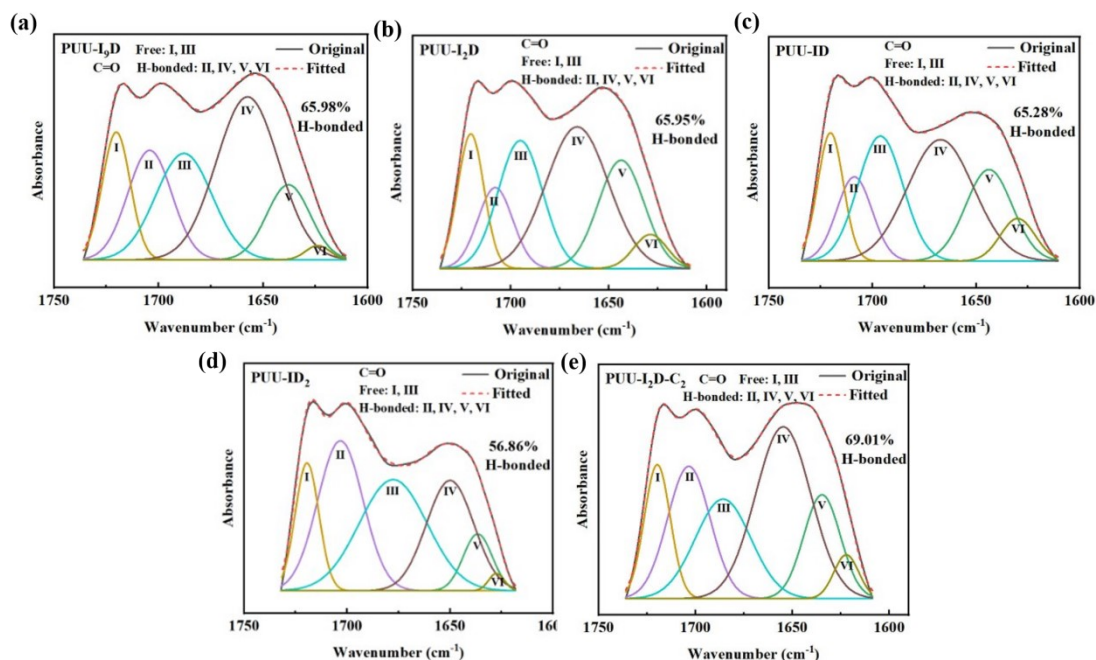 (a)
PUU-I₉D Free: I, III — Original
C=O H-bonded: II, IV, V, VI --- Fitted
65.98%
H-bonded
I
II
III
IV
V
VI
Absorbance
1750 1700 1650 1600
Wavenumber (cm⁻¹)
(b)
PUU-I₂D C=O — Original
Free: I, III --- Fitted
H-bonded: II, IV, V, VI
65.95%
H-bonded
I
II
III
IV
V
VI
Absorbance
1750 1700 1650 1600
Wavenumber (cm⁻¹)
(c)
PUU-ID C=O — Original
Free: I, III --- Fitted
H-bonded: II, IV, V, VI
65.28%
H-bonded
I
II
III
IV
V
VI
Absorbance
1750 1700 1650 1600
Wavenumber (cm⁻¹)
(d)
PUU-ID₂ C=O — Original
Free: I, III --- Fitted
H-bonded: II, IV, V, VI
56.86%
H-bonded
I
II
III
IV
V
VI
Absorbance
1750 1700 1650
Wavenumber (cm⁻¹)
(e)
PUU-I₂D-C₂ C=O Free: I, III — Original
H-bonded: II, IV, V, VI --- Fitted
69.01%
H-bonded
I
II
III
IV
V
VI
Absorbance
1750 1700 1650 1600
Wavenumber (cm⁻¹)